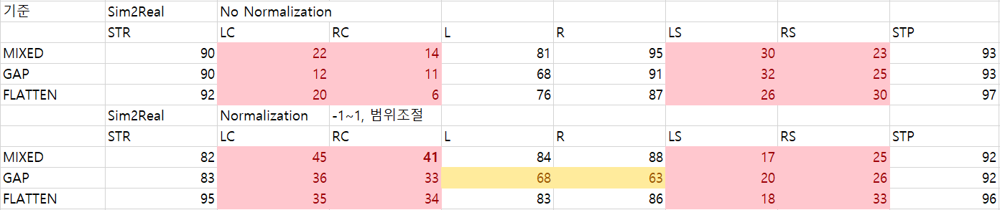 기준 Sim2Real No Normalization
STR LC RC L R LS RS STP
MIXED 90 22 14 81 95 30 23 93
GAP 90 12 11 68 91 32 25 93
FLATTEN 92 20 6 76 87 26 30 97
Sim2Real Normalization -1~1, 범위조절
STR LC RC L R LS RS STP
MIXED 82 45 41 84 88 17 25 92
GAP 83 36 33 68 63 20 26 92
FLATTEN 95 35 34 83 86 18 33 96